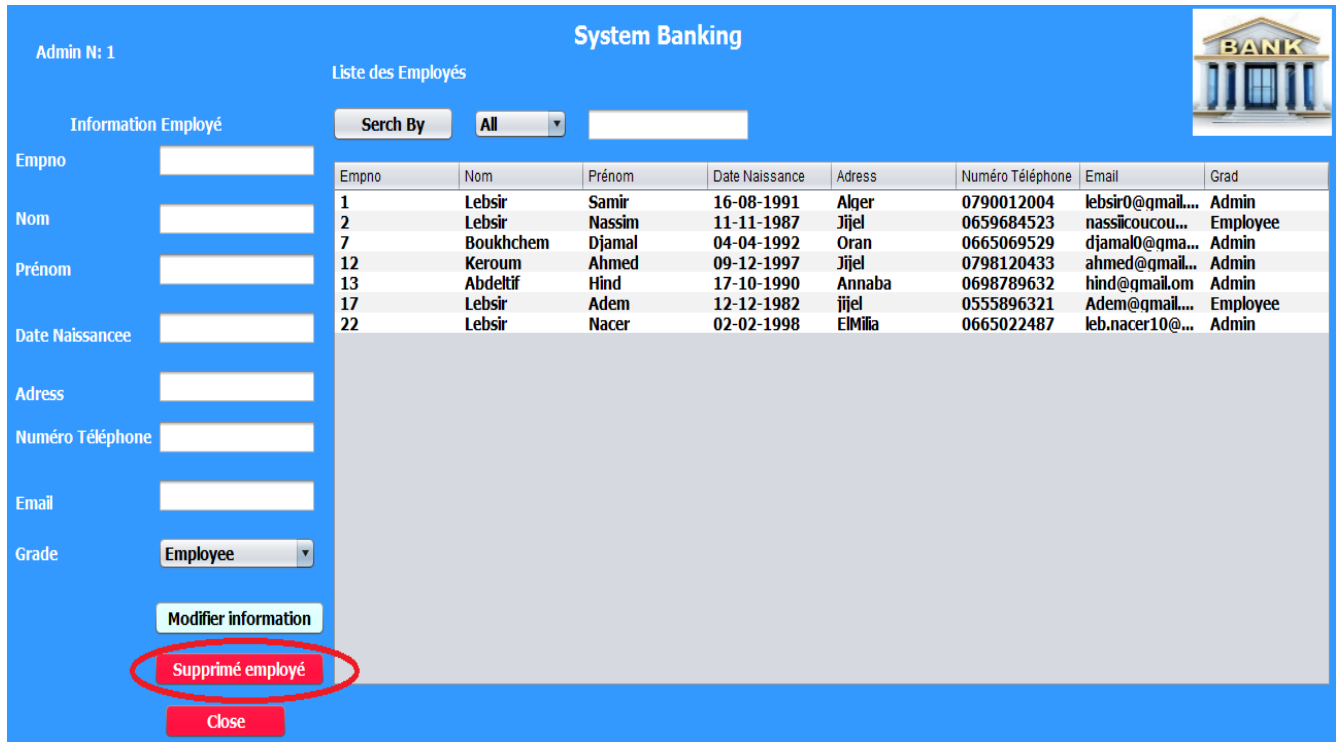 System Banking
Admin N: 1
BANK
Liste des Employés
Information Employé
Serch By All
Empno
Nom
Prénom
Date Naissancee
Adress
Numéro Téléphone
Email
Grade Employee
Modifier information
Supprimé employé
Close
Empno Nom Prénom Date Naissance Adress Numéro Téléphone Email Grad
1 Lebsir Samir 16-08-1991 Alger 0790012004 lebsir0@gmail.... Admin
2 Lebsir Nassim 11-11-1987 Jijel 0659684523 nassiicoucou... Employee
7 Boukhchem Djamal 04-04-1992 Oran 0665069529 djamal0@gma... Admin
12 Keroum Ahmed 09-12-1997 Jijel 0798120433 ahmed@gmail... Admin
13 Abdeltif Hind 17-10-1990 Annaba 0698789632 hind@gmail.om Admin
17 Lebsir Adem 12-12-1982 jijel 0555896321 Adem@gmail.... Employee
22 Lebsir Nacer 02-02-1998 ElMilia 0665022487 leb.nacer10@... Admin